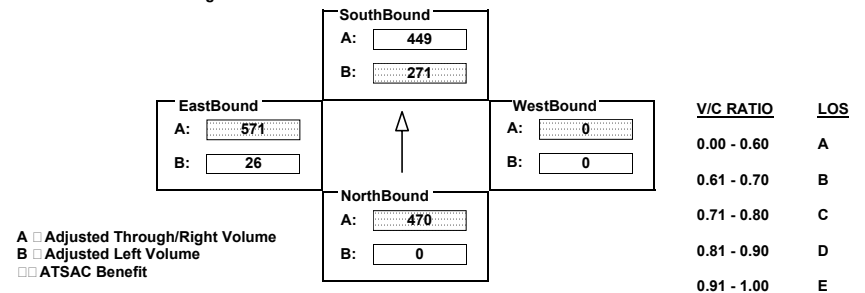 SouthBound
A: 449
B: 271
EastBound
A: 571
B: 26
WestBound
A: 0
B: 0
NorthBound
A: 470
B: 0
A □ Adjusted Through/Right Volume
B □ Adjusted Left Volume
□□ ATSAC Benefit
V/C RATIO LOS
0.00 - 0.60 A
0.61 - 0.70 B
0.71 - 0.80 C
0.81 - 0.90 D
0.91 - 1.00 E